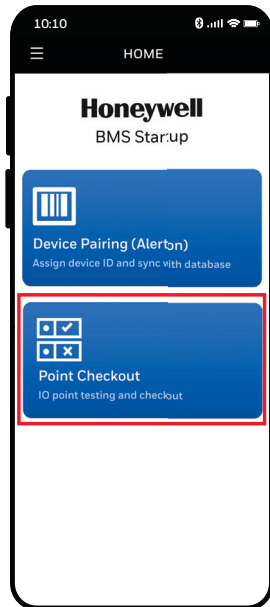 10:10
HOME
Honeywell
BMS Startup
Device Pairing (Alerton)
Assign device ID and sync with database
Point Checkout
IO point testing and checkout